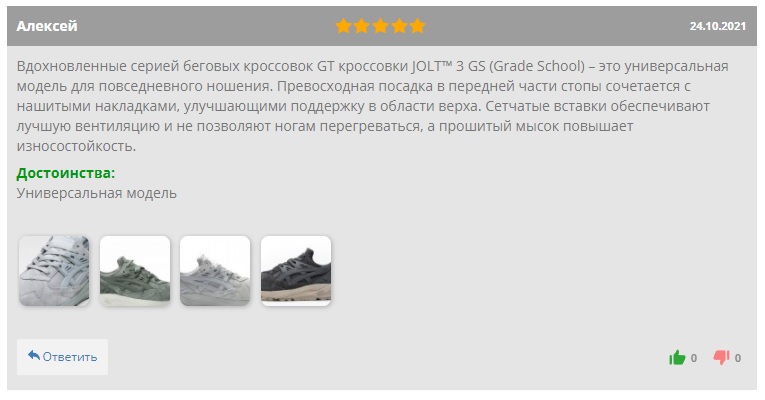 Алексей
24.10.2021
Вдохновленные серией беговых кроссовок GT кроссовки JOLT™ 3 GS (Grade School) – это универсальная
модель для повседневного ношения. Превосходная посадка в передней части стопы сочетается с
нашитыми накладками, улучшающими поддержку в области верха. Сетчатые вставки обеспечивают
лучшую вентиляцию и не позволяют ногам перегреваться, а прошитый мысок повышает
износостойкость.
Достоинства:
Универсальная модель
Ответить
0 0